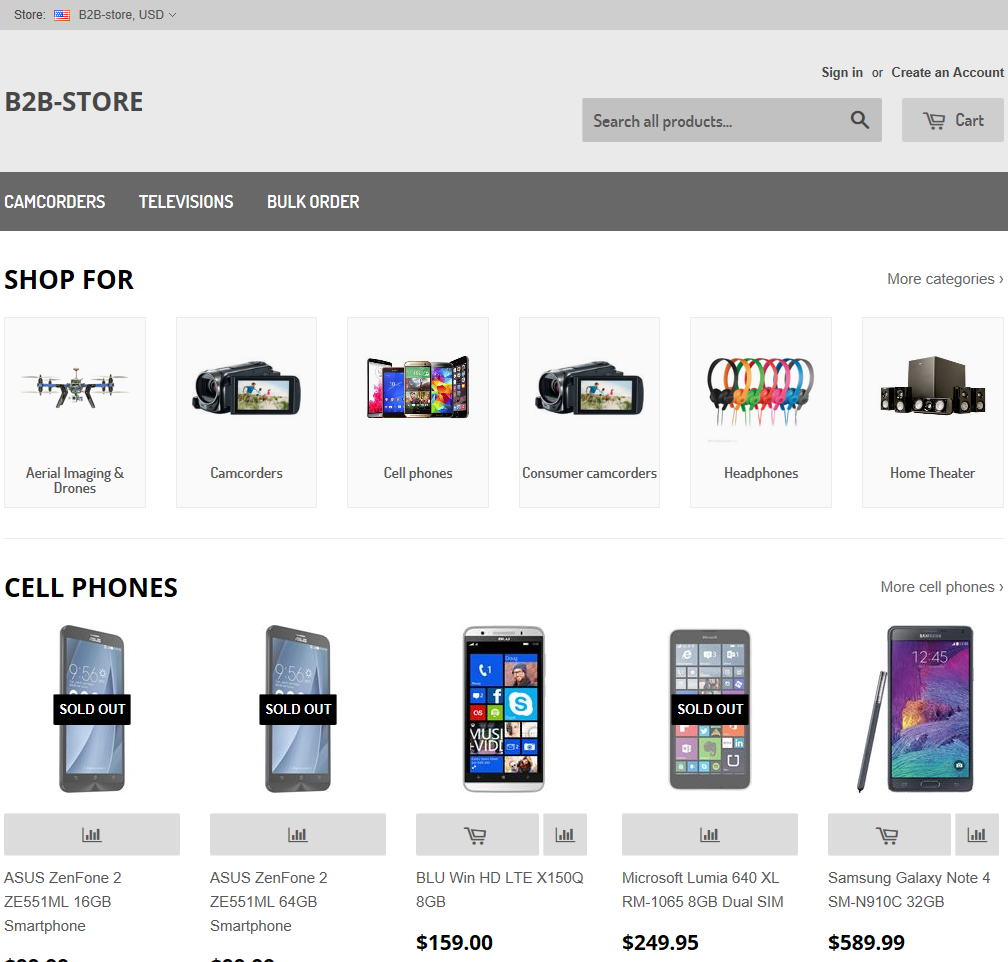 Store: B2B-store, USD
Sign in or Create an Account
B2B-STORE
Search all products...
Cart
CAMCORDERS TELEVISIONS BULK ORDER
SHOP FOR
More categories ›
Aerial Imaging &
Drones
Camcorders
Cell phones
Consumer camcorders
Headphones
Home Theater
CELL PHONES
More cell phones ›
SOLD OUT
SOLD OUT
SOLD OUT
12:45
ASUS ZenFone 2
ZE551ML 16GB
Smartphone
ASUS ZenFone 2
ZE551ML 64GB
Smartphone
BLU Win HD LTE X150Q
8GB
$159.00
Microsoft Lumia 640 XL
RM-1065 8GB Dual SIM
$249.95
Samsung Galaxy Note 4
SM-N910C 32GB
$589.99